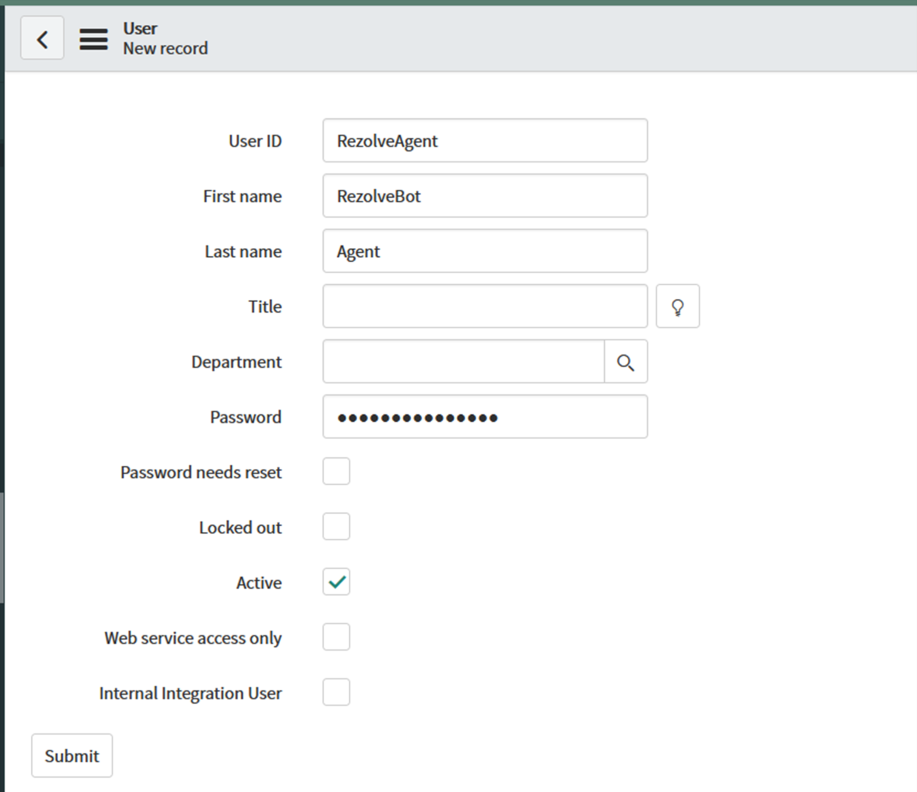 User
New record
User ID RezolveAgent
First name RezolveBot
Last name Agent
Title
Department
Password ●●●●●●●●●●●●●●●
Password needs reset
Locked out
Active
Web service access only
Internal Integration User
Submit